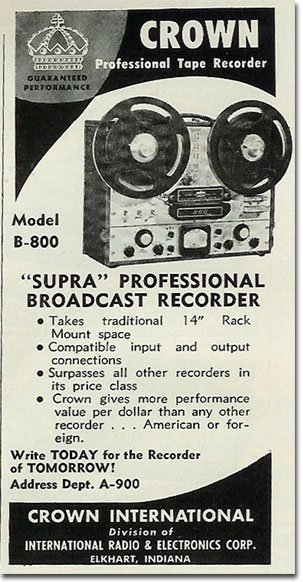 CROWN
Professional Tape Recorder
GUARANTEED
PERFORMANCE
Model
B-800
"SUPRA" PROFESSIONAL
BROADCAST RECORDER
• Takes traditional 14" Rack
Mount space
• Compatible input and output
connections
• Surpasses all other recorders in
its price class
• Crown gives more performance
value per dollar than any other
recorder . . . American or for-
eign.
Write TODAY for the Recorder
of TOMORROW!
Address Dept. A-900
CROWN INTERNATIONAL
Division of
INTERNATIONAL RADIO & ELECTRONICS CORP.
ELKHART, INDIANA